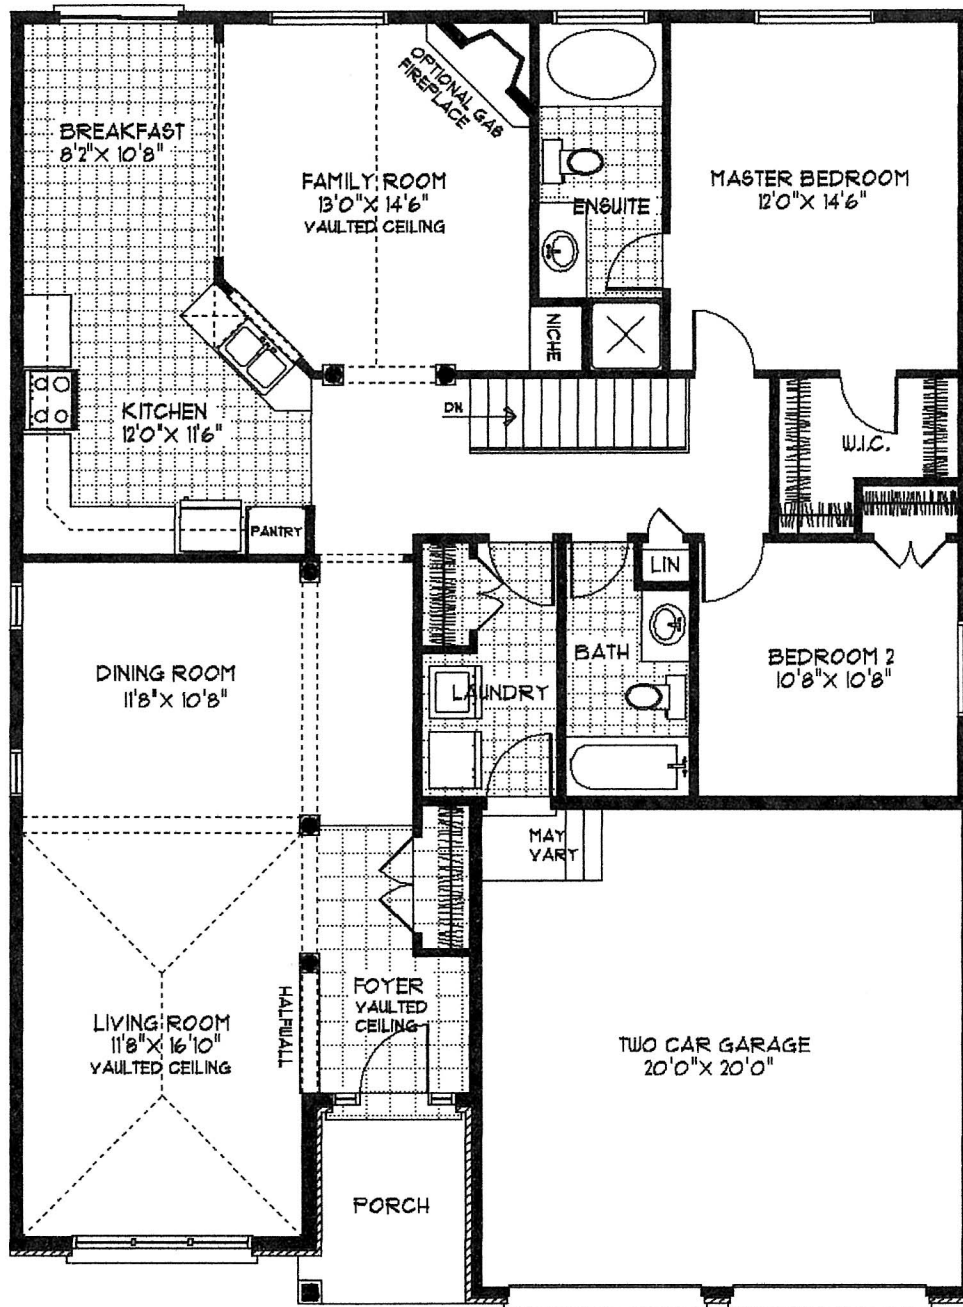 BREAKFAST
8'2" X 10'8"
OPTIONAL GAS
FIREPLACE
FAMILY ROOM
13'0" X 14'6"
VAULTED CEILING
ENSUITE
MASTER BEDROOM
12'0" X 14'6"
NICHE
KITCHEN
12'0" X 11'6"
DN
W.I.C.
PANTRY
LIN
DINING ROOM
11'8" X 10'8"
LAUNDRY
BATH
BEDROOM 2
10'8" X 10'8"
MAY
VARY
LIVING ROOM
11'8" X 16'10"
VAULTED CEILING
HALFWALL
FOYER
VAULTED
CEILING
TWO CAR GARAGE
20'0" X 20'0"
PORCH